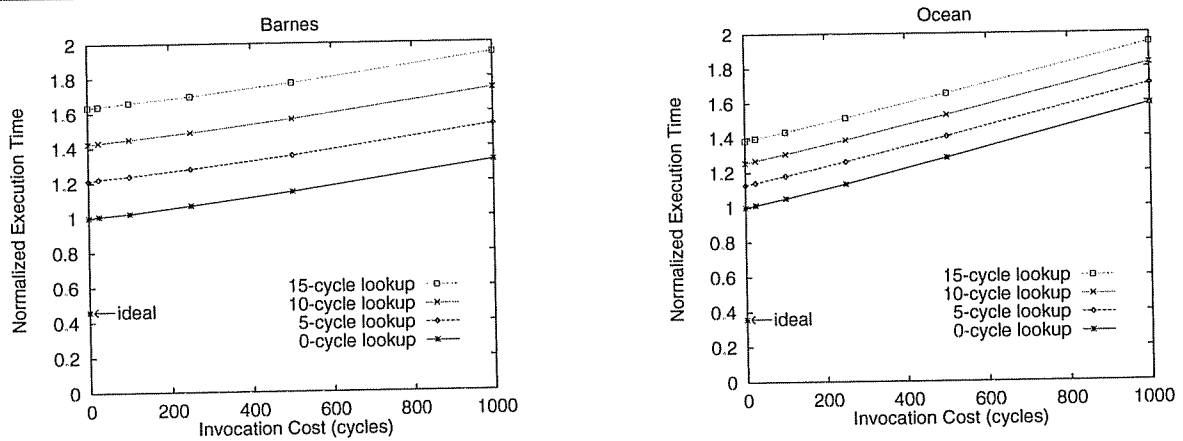 Barnes
Normalized Execution Time
2
1.8
1.6
1.4
1.2
1
0.8
0.6
0.4
0.2
0
←ideal
15-cycle lookup
10-cycle lookup
5-cycle lookup
0-cycle lookup
0 200 400 600 800 1000
Invocation Cost (cycles)
Ocean
Normalized Execution Time
2
1.8
1.6
1.4
1.2
1
0.8
0.6
0.4
0.2
0
←ideal
15-cycle lookup
10-cycle lookup
5-cycle lookup
0-cycle lookup
0 200 400 600 800 1000
Invocation Cost (cycles)